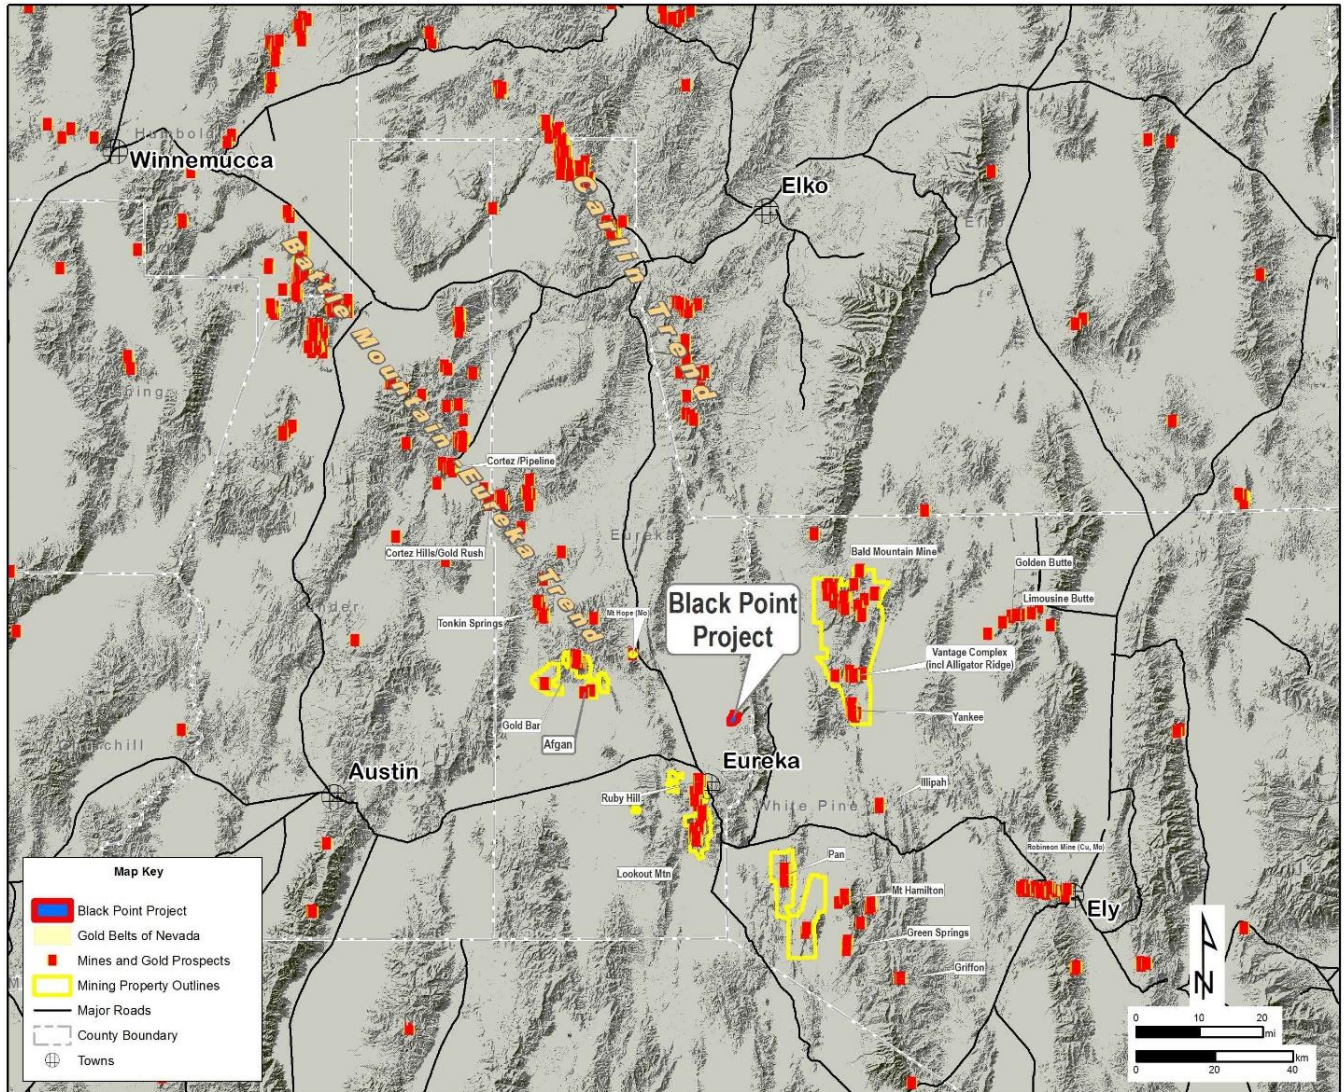 Humboldt
Winnemucca
Elko
Carlin Trend
Battle Mountain-Eureka Trend
Cortez /Pipeline
Cortez Hills/Gold Rush
Eureka
Bald Mountain Mine
Golden Butte
Limousine Butte
Tonkin Springs
Mt Hope (Mo)
Black Point
Project
Vantage Complex
(incl Alligator Ridge)
Gold Bar
Afgan
Yankee
Austin
Eureka
Ruby Hill
White Pine
Illipah
Robinson Mine (Cu, Mo)
Lookout Mtn
Pan
Mt Hamilton
Ely
Green Springs
Griffon
Map Key
Black Point Project
Gold Belts of Nevada
Mines and Gold Prospects
Mining Property Outlines
Major Roads
County Boundary
Towns
N
0 10 20
mi
0 20 40
km